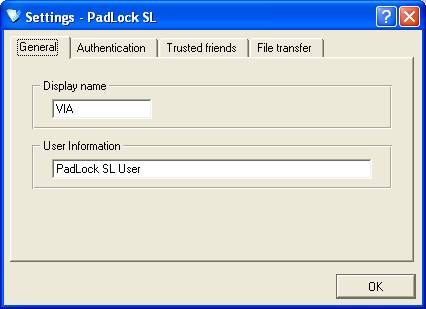 Settings - PadLock SL
General Authentication Trusted friends File transfer
Display name
VIA
User Information
PadLock SL User
OK